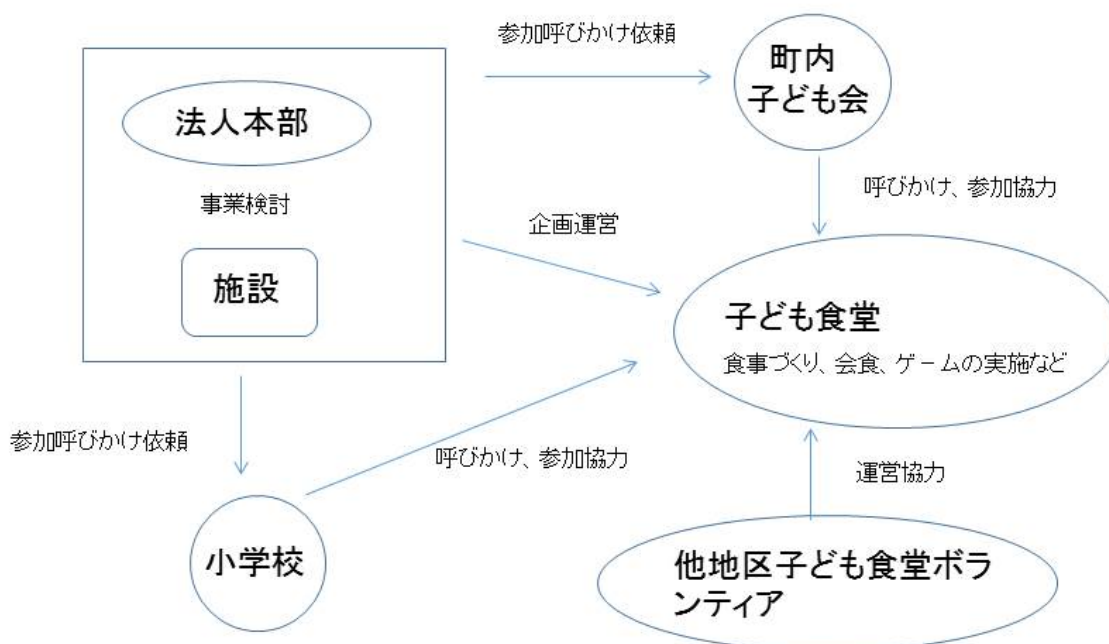 参加呼びかけ依頼
町内
子ども会
法人本部
事業検討
施設
呼びかけ、参加協力
企画運営
子ども食堂
食事づくり、会食、ゲームの実施など
参加呼びかけ依頼
呼びかけ、参加協力
運営協力
小学校
他地区子ども食堂ボラ
ンティア